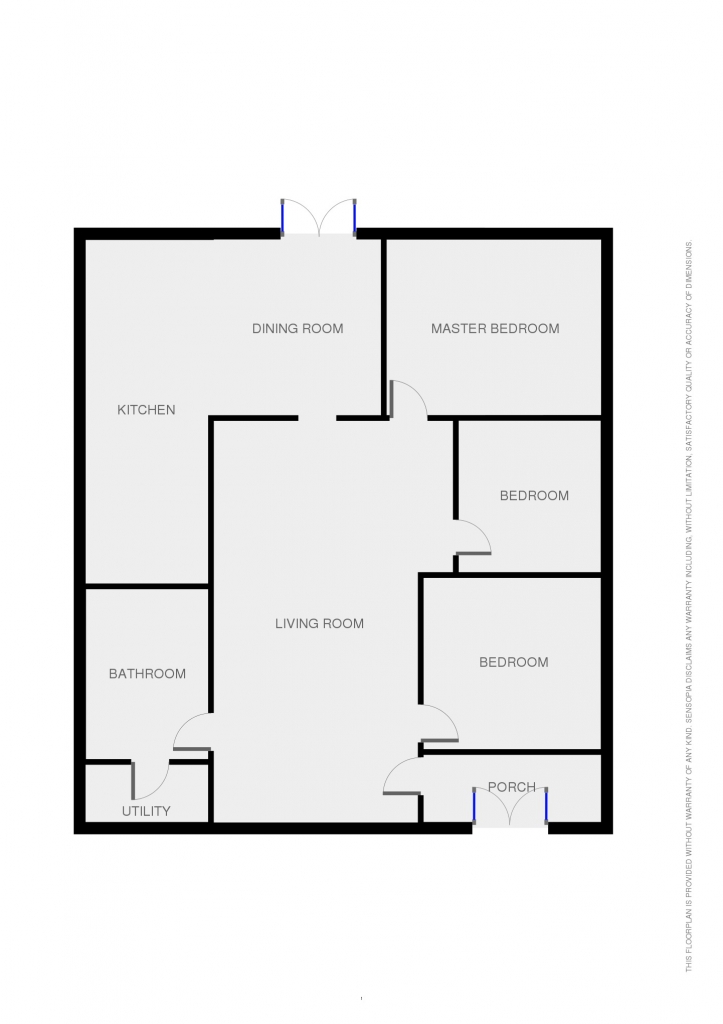 DINING ROOM
MASTER BEDROOM
KITCHEN
BEDROOM
LIVING ROOM
BEDROOM
BATHROOM
PORCH
UTILITY
THIS FLOORPLAN IS PROVIDED WITHOUT WARRANTY OF ANY KIND. SENSOPIA DISCLAIMS ANY WARRANTY INCLUDING, WITHOUT LIMITATION, SATISFACTORY QUALITY OR ACCURACY OF DIMENSIONS.